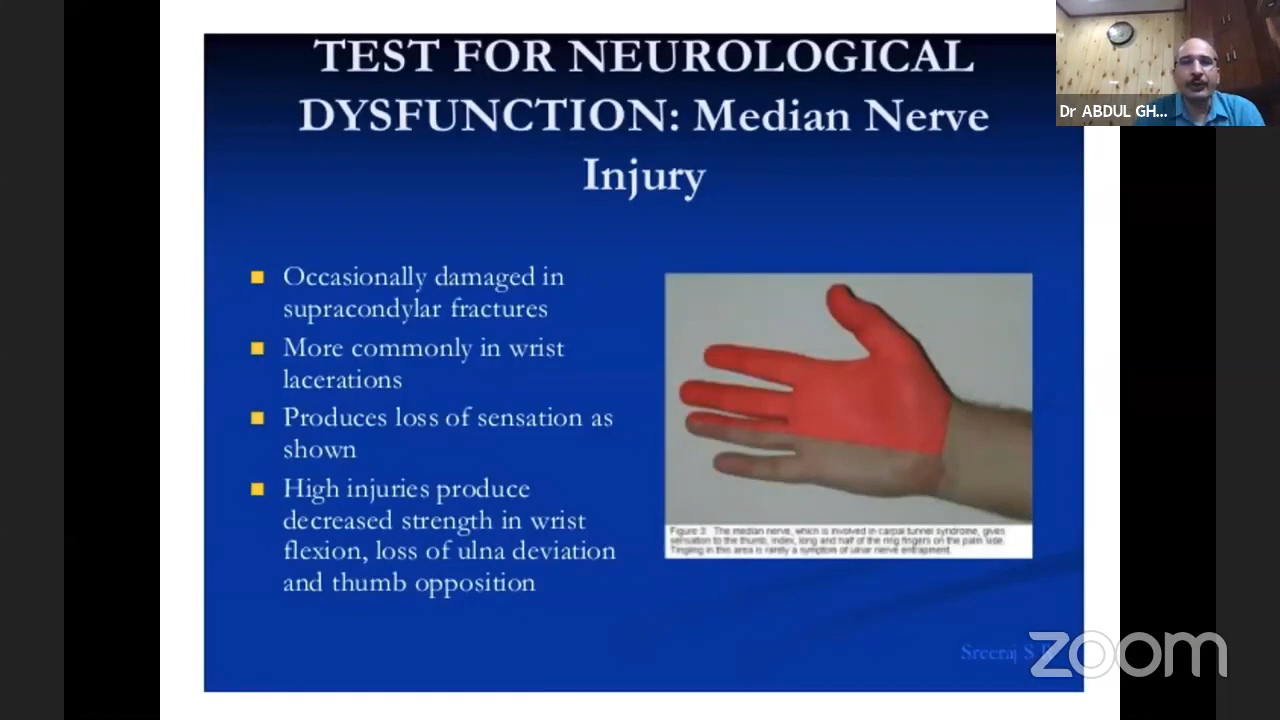 TEST FOR NEUROLOGICAL
DYSFUNCTION: Median Nerve
Injury
Dr ABDUL GH...
Occasionally damaged in
supracondylar fractures
More commonly in wrist
lacerations
Produces loss of sensation as
shown
High injuries produce
decreased strength in wrist
flexion, loss of ulna deviation
and thumb opposition
Figure 3. The median nerve, which is involved in carpal tunnel syndrome, gives
sensation to the thumb, index, long and half of the ring fingers on the palm side.
Tingling in this area is rarely a symptom of ulnar nerve entrapment.
Sreeraj S
zoom